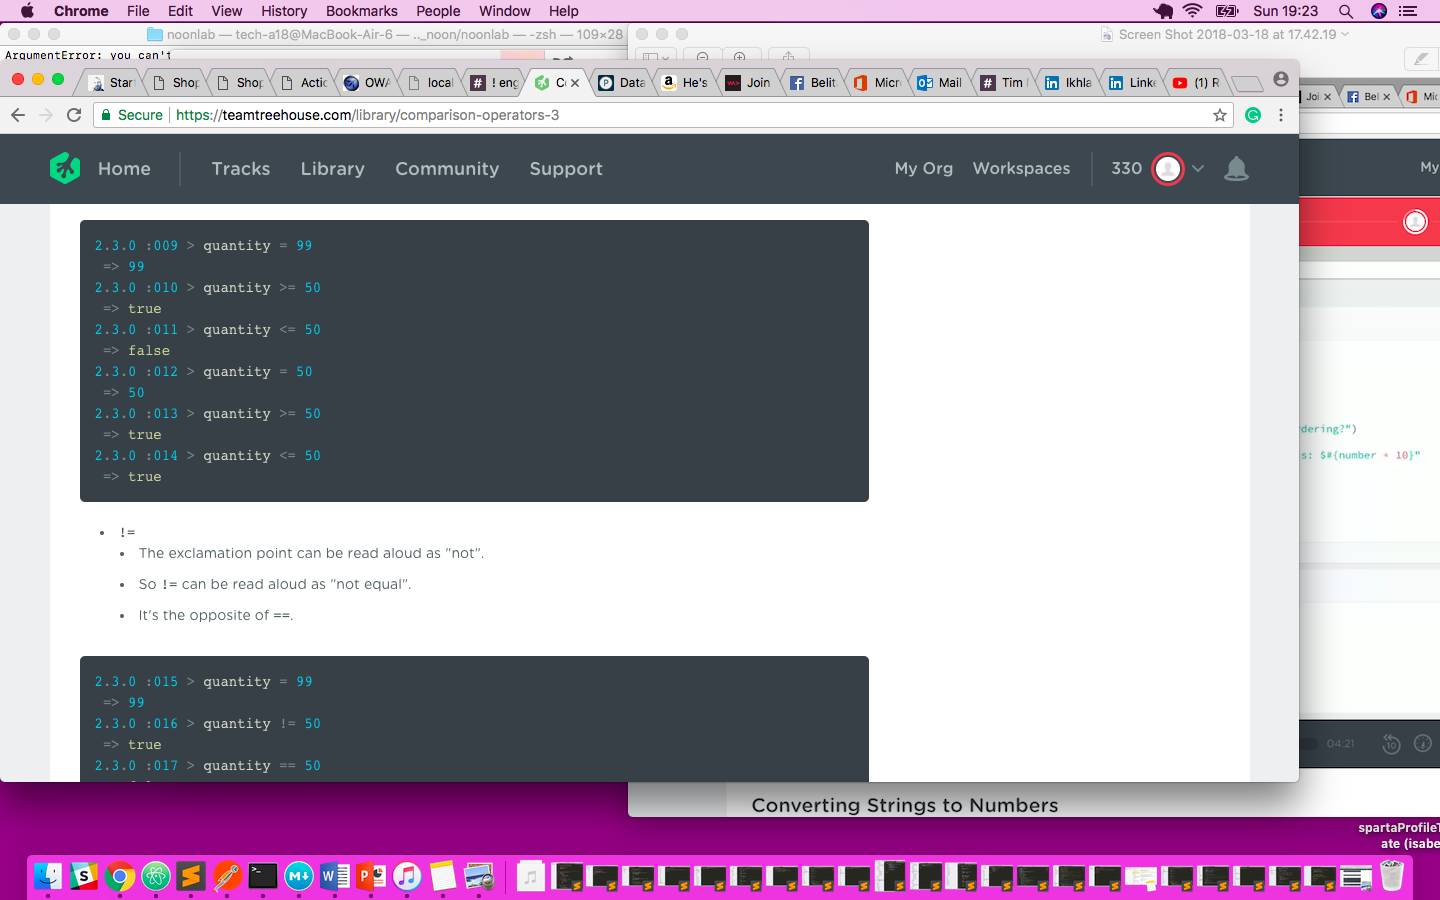 Chrome File Edit View History Bookmarks People Window Help Sun 19:23
noonlab — tech-a18@MacBook-Air-6 — .._noon/noonlab — -zsh — 109×28
Screen Shot 2018-03-18 at 17.42.19
ArgumentError: you can't
Star Shop Shop Actic OWA local ! eng Co Data He's Join Belit Micr Mail Tim Ikhla Linke (1) R
Joi Bel Mic
Secure https://teamtreehouse.com/library/comparison-operators-3
Home Tracks Library Community Support My Org Workspaces 330
My
2.3.0 :009 > quantity = 99
=> 99
2.3.0 :010 > quantity >= 50
=> true
2.3.0 :011 > quantity <= 50
=> false
2.3.0 :012 > quantity = 50
=> 50
2.3.0 :013 > quantity >= 50
=> true
2.3.0 :014 > quantity <= 50
=> true
dering?")
s: $#{number * 10}"
!=
The exclamation point can be read aloud as "not".
So != can be read aloud as "not equal".
It's the opposite of ==.
2.3.0 :015 > quantity = 99
=> 99
2.3.0 :016 > quantity != 50
=> true
2.3.0 :017 > quantity == 50
04:21
10
Converting Strings to Numbers
spartaProfileT
ate (isabe